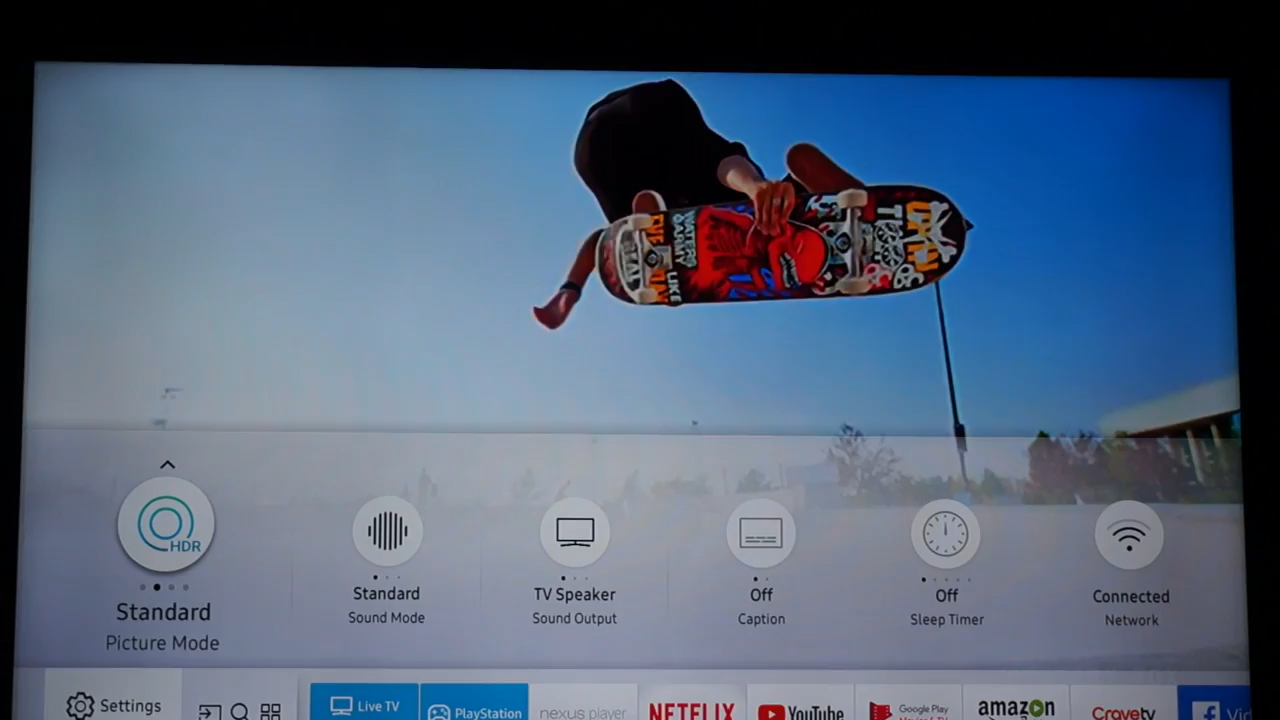 HDR
Standard
Picture Mode
Standard
Sound Mode
TV Speaker
Sound Output
Off
Caption
Off
Sleep Timer
Connected
Network
Settings
Live TV
PlayStation
nexus player
NETFLIX
YouTube
Google Play
amazon
Cravetv